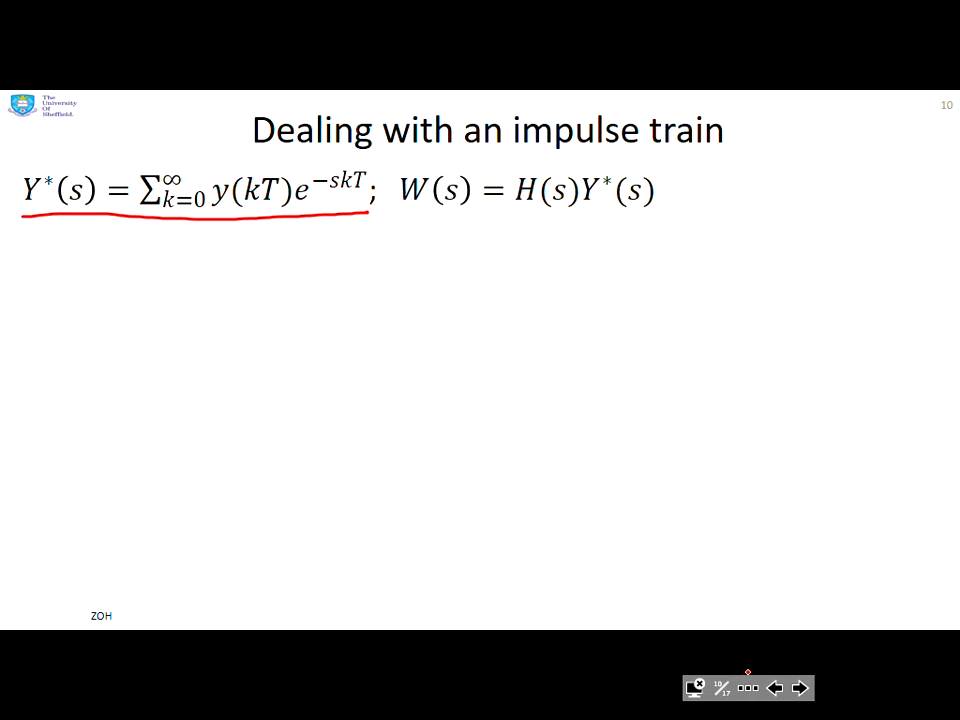 The
University
Of
Sheffield.
10
Dealing with an impulse train
Y*(s) = ∑_{k=0}^{∞} y(kT)e^{-skT}; W(s) = H(s)Y*(s)
ZOH
10/17